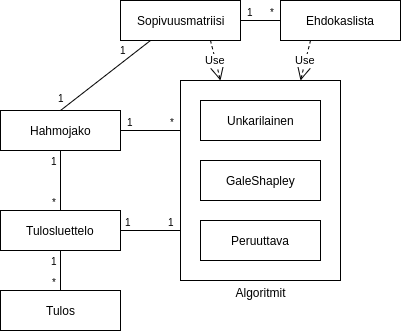 Sopivuusmatriisi
1
*
Ehdokaslista
1
Use
Use
1
Hahmojako
1
*
Unkarilainen
1
GaleShapley
*
Tulosluettelo
1
1
Peruuttava
1
*
Tulos
Algoritmit